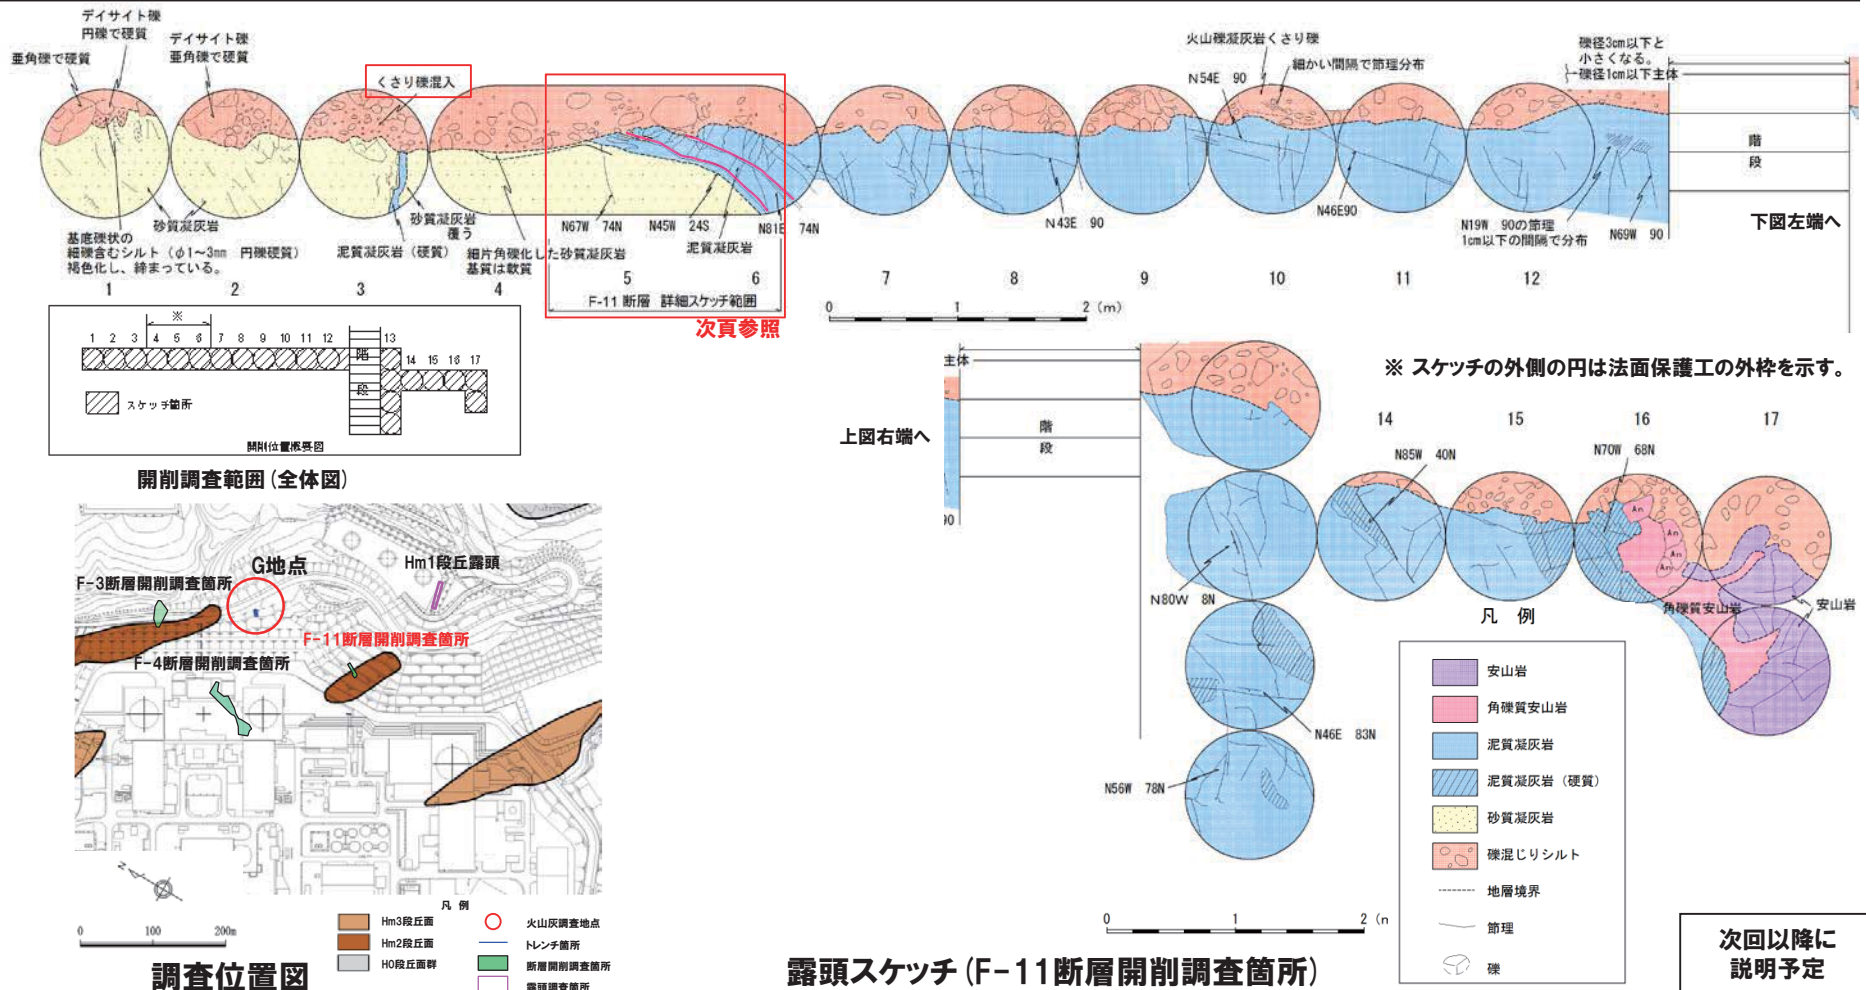 デイサイト礫
円礫で硬質
亜角礫で硬質
デイサイト礫
亜角礫で硬質
くさり礫混入
火山礫凝灰岩くさり礫
細かい間隔で節理分布
N54E 90
礫径3cm以下と
小さくなる。
礫径1cm以下主体
階
段
下図左端へ
砂質凝灰岩
基底礫状の
細礫含むシルト（φ1～3mm 円礫硬質）
褐色化し、締まっている。
泥質凝灰岩（硬質）
砂質凝灰岩
覆う
細片角礫化した砂質凝灰岩
基質は軟質
N67W 74N
N45W 24S
N81E 74N
泥質凝灰岩
N43E 90
N46E90
N19W 90の節理
1cm以下の間隔で分布
N69W 90
1 2 3 4 5 6 7 8 9 10 11 12
F-11 断層 詳細スケッチ範囲
次頁参照
0 1 2 (m)
※
1 2 3 4 5 6 7 8 9 10 11 12 13
14 15 16 17
階
段
スケッチ箇所
開削位置概要図
開削調査範囲(全体図)
主体
上図右端へ
階
段
90
※ スケッチの外側の円は法面保護工の外枠を示す。
14 15 16 17
N85W 40N
N70W 68N
An
An
An
An
N80W 8N
角礫質安山岩
安山岩
N46E 83N
N56W 78N
凡 例
安山岩
角礫質安山岩
泥質凝灰岩
泥質凝灰岩（硬質）
砂質凝灰岩
礫混じりシルト
地層境界
節理
礫
0 1 2 (n
G地点
Hm1段丘露頭
F-3断層開削調査箇所
F-11断層開削調査箇所
F-4断層開削調査箇所
N
0 100 200m
凡 例
Hm3段丘面
Hm2段丘面
H0段丘面群
火山灰調査地点
トレンチ箇所
断層開削調査箇所
露頭調査箇所
調査位置図
露頭スケッチ(F-11断層開削調査箇所)
次回以降に
説明予定